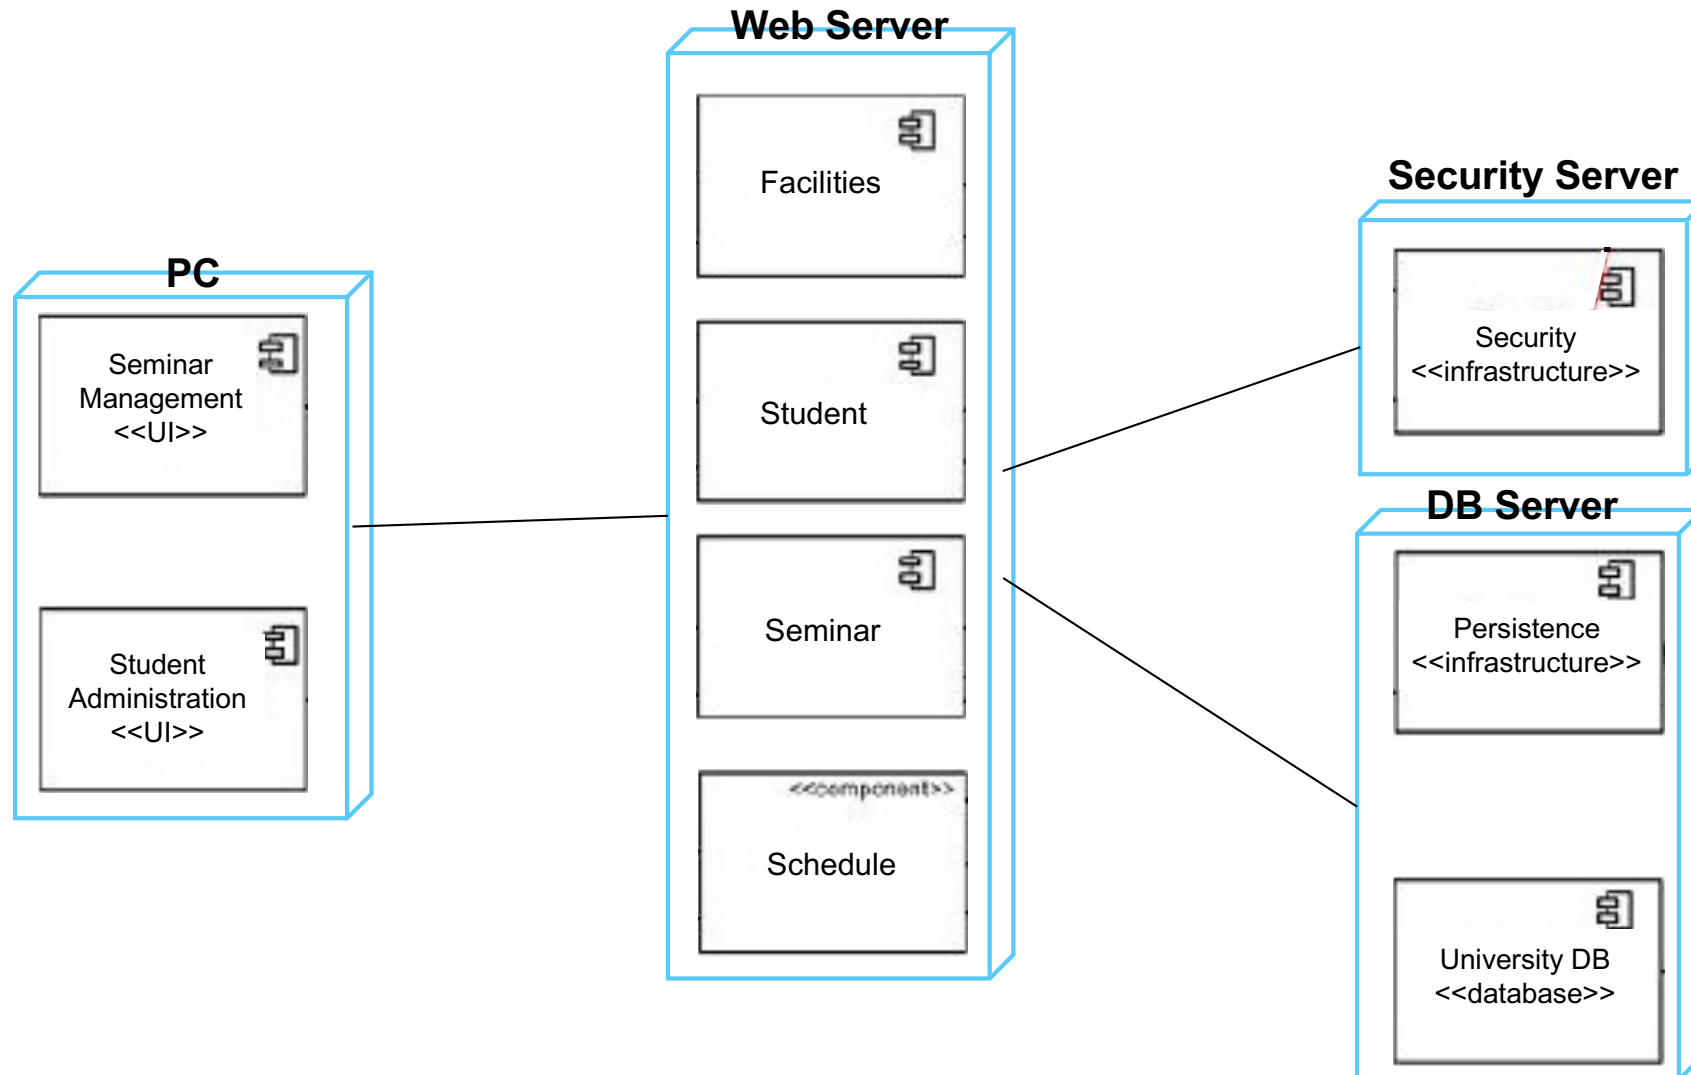 Web Server
Facilities
Student
Seminar
<<component>>
Schedule
PC
Seminar
Management
<<UI>>
Student
Administration
<<UI>>
Security Server
Security
<<infrastructure>>
DB Server
Persistence
<<infrastructure>>
University DB
<<database>>